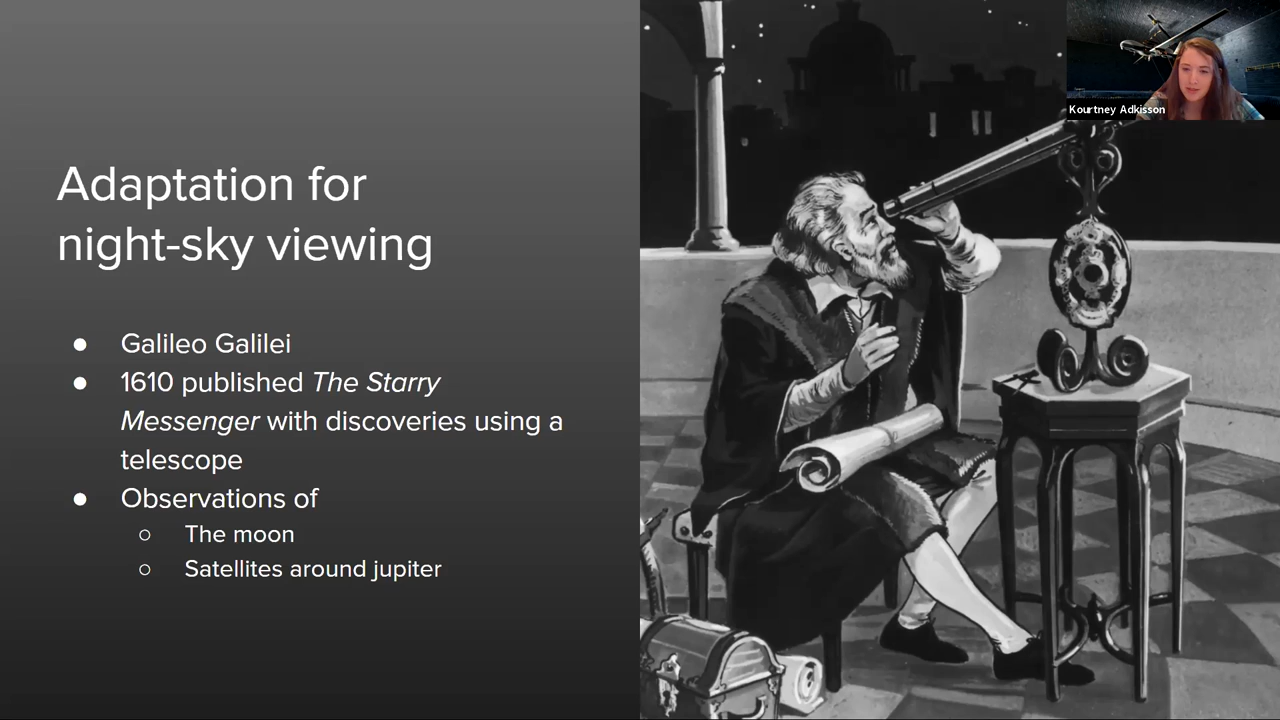 Adaptation for
night-sky viewing
● Galileo Galilei
● 1610 published The Starry
Messenger with discoveries using a
telescope
● Observations of
○ The moon
○ Satellites around jupiter
Kourtney Adkisson